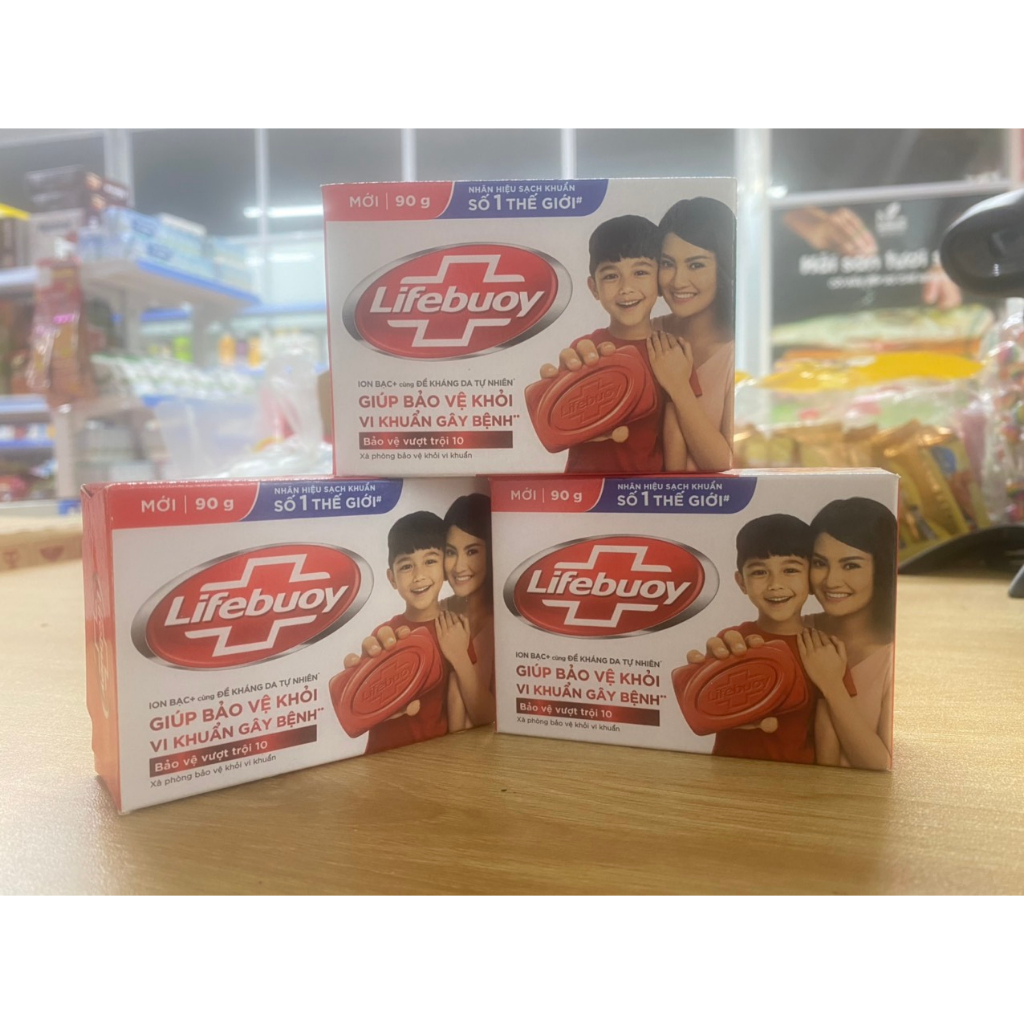 MỚI | 90 g
NHÃN HIỆU SẠCH KHUẨN
SỐ 1 THẾ GIỚI#
Lifebuoy
ION BẠC+ cùng ĐỀ KHÁNG DA TỰ NHIÊN*
GIÚP BẢO VỆ KHỎI
VI KHUẨN GÂY BỆNH**
Bảo vệ vượt trội 10
Xà phòng bảo vệ khỏi vi khuẩn
Lifebuoy
MỚI | 90 g
NHÃN HIỆU SẠCH KHUẨN
SỐ 1 THẾ GIỚI#
Lifebuoy
ION BẠC+ cùng ĐỀ KHÁNG DA TỰ NHIÊN*
GIÚP BẢO VỆ KHỎI
VI KHUẨN GÂY BỆNH**
Bảo vệ vượt trội 10
Xà phòng bảo vệ khỏi vi khuẩn
Lifebuoy
MỚI | 90 g
NHÃN HIỆU SẠCH KHUẨN
SỐ 1 THẾ GIỚI#
Lifebuoy
ION BẠC+ cùng ĐỀ KHÁNG DA TỰ NHIÊN*
GIÚP BẢO VỆ KHỎI
VI KHUẨN GÂY BỆNH**
Bảo vệ vượt trội 10
Xà phòng bảo vệ khỏi vi khuẩn
Lifebuoy